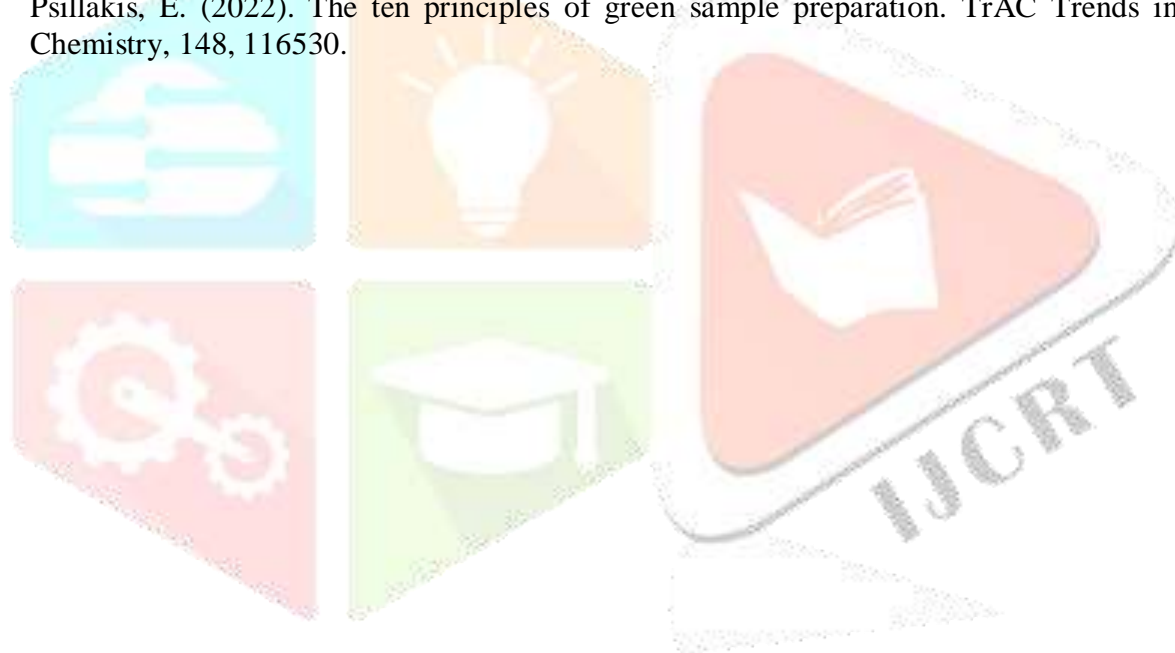 Psillakis, E. (2022). The ten principles of green sample preparation. TrAC Trends in
Chemistry, 148, 116530.
IJCRT